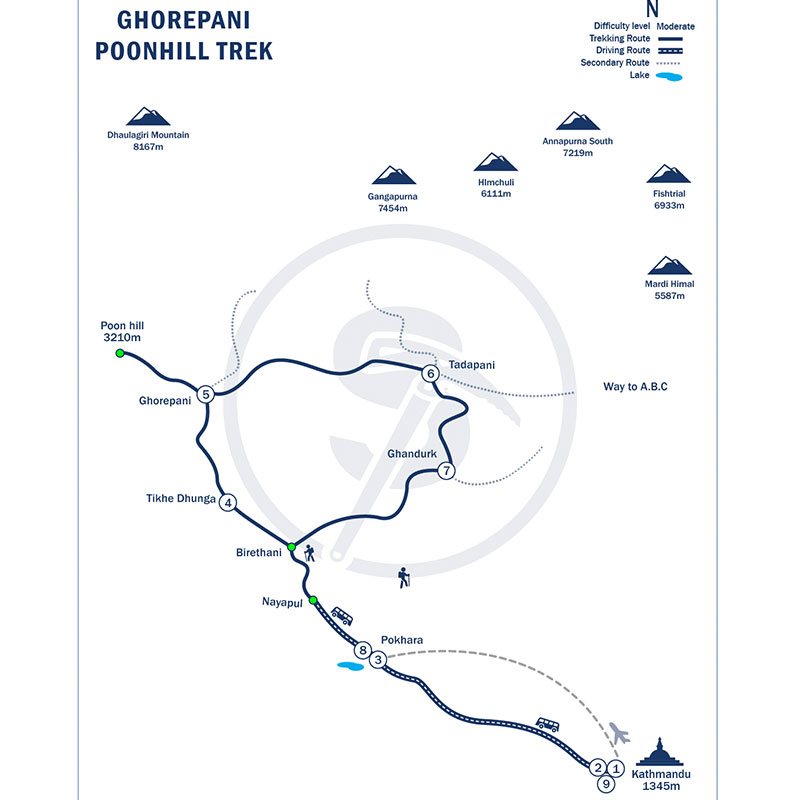 GHOREPANI
POONHILL TREK
N
Difficulty level Moderate
Trekking Route
Driving Route
Secondary Route
Lake
Dhaulagiri Mountain
8167m
Annapurna South
7219m
HImchuli
6111m
Gangapurna
7454m
Fishtrial
6933m
Mardi Himal
5587m
Poon hill
3210m
Tadapani
6
Way to A.B.C
5
Ghorepani
Ghandurk
7
Tikhe Dhunga
4
Birethani
Nayapul
Pokhara
8
3
2
1
9
Kathmandu
1345m